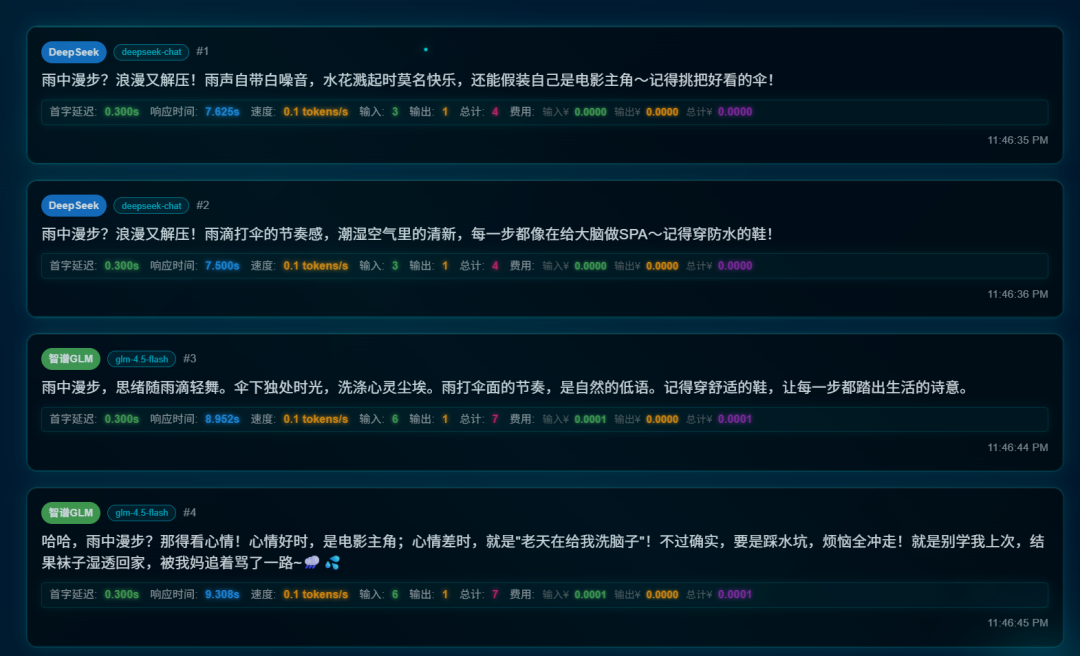 DeepSeek deepseek-chat #1
雨中漫步？浪漫又解压！雨声自带白噪音，水花溅起时莫名快乐，还能假装自己是电影主角～记得挑把好看的伞！
首字延迟: 0.300s 响应时间: 7.625s 速度: 0.1 tokens/s 输入: 3 输出: 1 总计: 4 费用: 输入¥ 0.0000 输出¥ 0.0000 总计¥ 0.0000
11:46:35 PM
DeepSeek deepseek-chat #2
雨中漫步？浪漫又解压！雨滴打伞的节奏感，潮湿空气里的清新，每一步都像在给大脑做SPA～记得穿防水的鞋！
首字延迟: 0.300s 响应时间: 7.500s 速度: 0.1 tokens/s 输入: 3 输出: 1 总计: 4 费用: 输入¥ 0.0000 输出¥ 0.0000 总计¥ 0.0000
11:46:36 PM
智谱GLM glm-4.5-flash #3
雨中漫步，思绪随雨滴轻舞。伞下独处时光，洗涤心灵尘埃。雨打伞面的节奏，是自然的低语。记得穿舒适的鞋，让每一步都踏出生活的诗意。
首字延迟: 0.300s 响应时间: 8.952s 速度: 0.1 tokens/s 输入: 6 输出: 1 总计: 7 费用: 输入¥ 0.0001 输出¥ 0.0000 总计¥ 0.0001
11:46:44 PM
智谱GLM glm-4.5-flash #4
哈哈，雨中漫步？那得看心情！心情好时，是电影主角；心情差时，就是"老天在给我洗脑子"！不过确实，要是踩水坑，烦恼全冲走！就是别学我上次，结
果袜子湿透回家，被我妈追着骂了一路~🌧️💦
首字延迟: 0.300s 响应时间: 9.308s 速度: 0.1 tokens/s 输入: 6 输出: 1 总计: 7 费用: 输入¥ 0.0001 输出¥ 0.0000 总计¥ 0.0001
11:46:45 PM